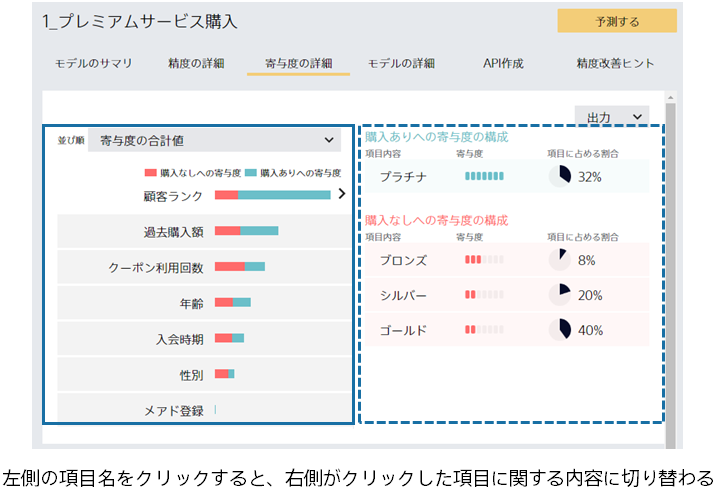 1_プレミアムサービス購入
予測する
モデルのサマリ 精度の詳細 寄与度の詳細 モデルの詳細 API作成 精度改善ヒント
出力
並び順 寄与度の合計値
購入なしへの寄与度 購入ありへの寄与度
顧客ランク
過去購入額
クーポン利用回数
年齢
入会時期
性別
メアド登録
購入ありへの寄与度の構成
項目内容 寄与度 項目に占める割合
プラチナ 32%
購入なしへの寄与度の構成
項目内容 寄与度 項目に占める割合
ブロンズ 8%
シルバー 20%
ゴールド 40%
左側の項目名をクリックすると、右側がクリックした項目に関する内容に切り替わる